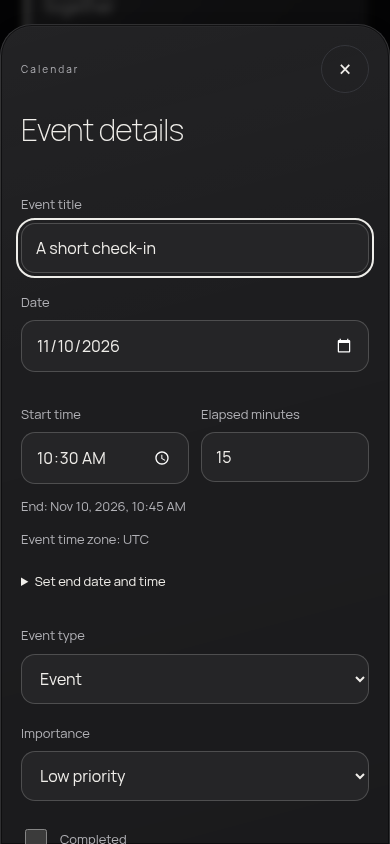 Calendar
Event details
Event title
A short check-in
Date
11/10/2026
Start time
Elapsed minutes
10:30 AM
15
End: Nov 10, 2026, 10:45 AM
Event time zone: UTC
Set end date and time
Event type
Event
Importance
Low priority
Completed